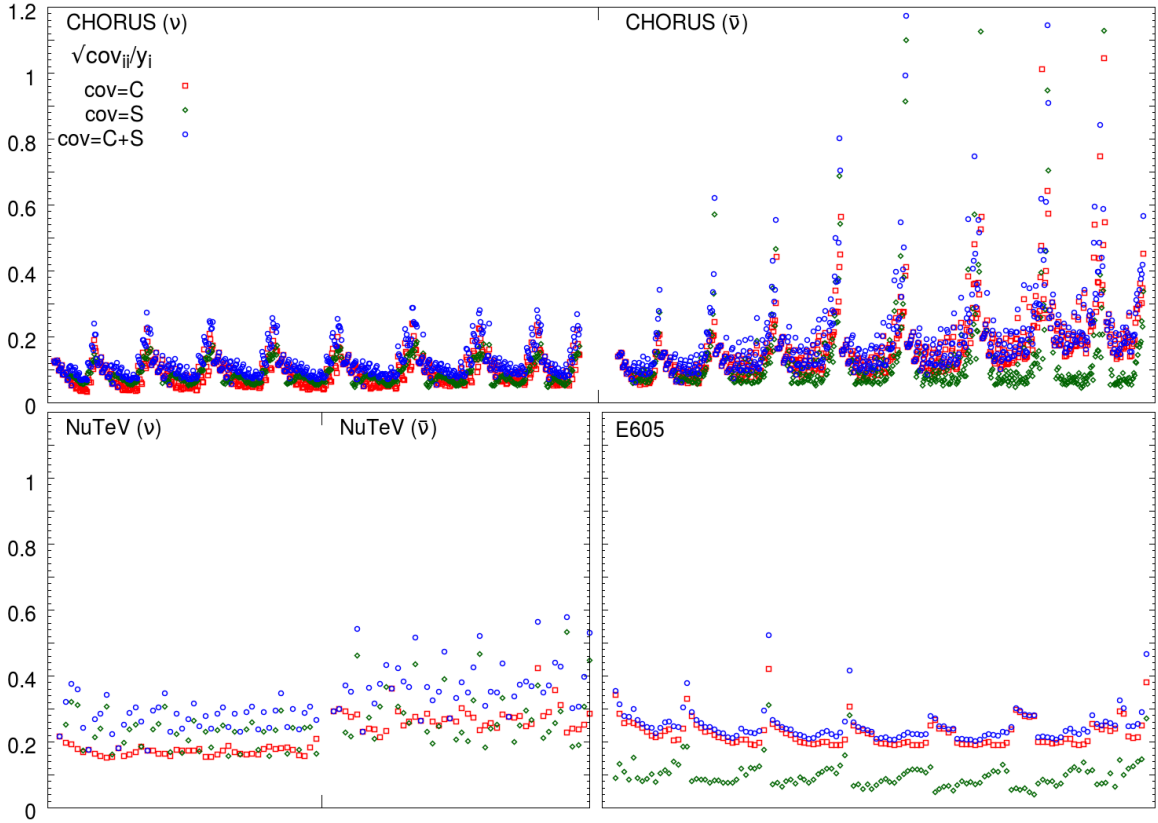 1.2
CHORUS (ν)
CHORUS (ν̄)
√cov_ii/y_i
1
cov=C
cov=S
cov=C+S
0.8
0.6
0.4
0.2
0
NuTeV (ν)
NuTeV (ν̄)
E605
1
0.8
0.6
0.4
0.2
0